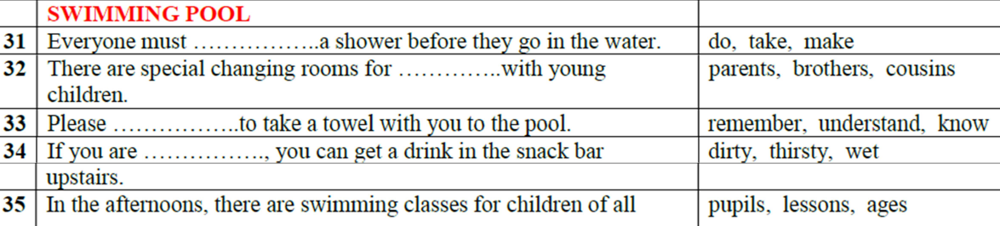 SWIMMING POOL
31 Everyone must ………………..a shower before they go in the water. do, take, make
32 There are special changing rooms for …………..with young parents, brothers, cousins
children.
33 Please ………………..to take a towel with you to the pool. remember, understand, know
34 If you are ………………, you can get a drink in the snack bar dirty, thirsty, wet
upstairs.
35 In the afternoons, there are swimming classes for children of all pupils, lessons, ages